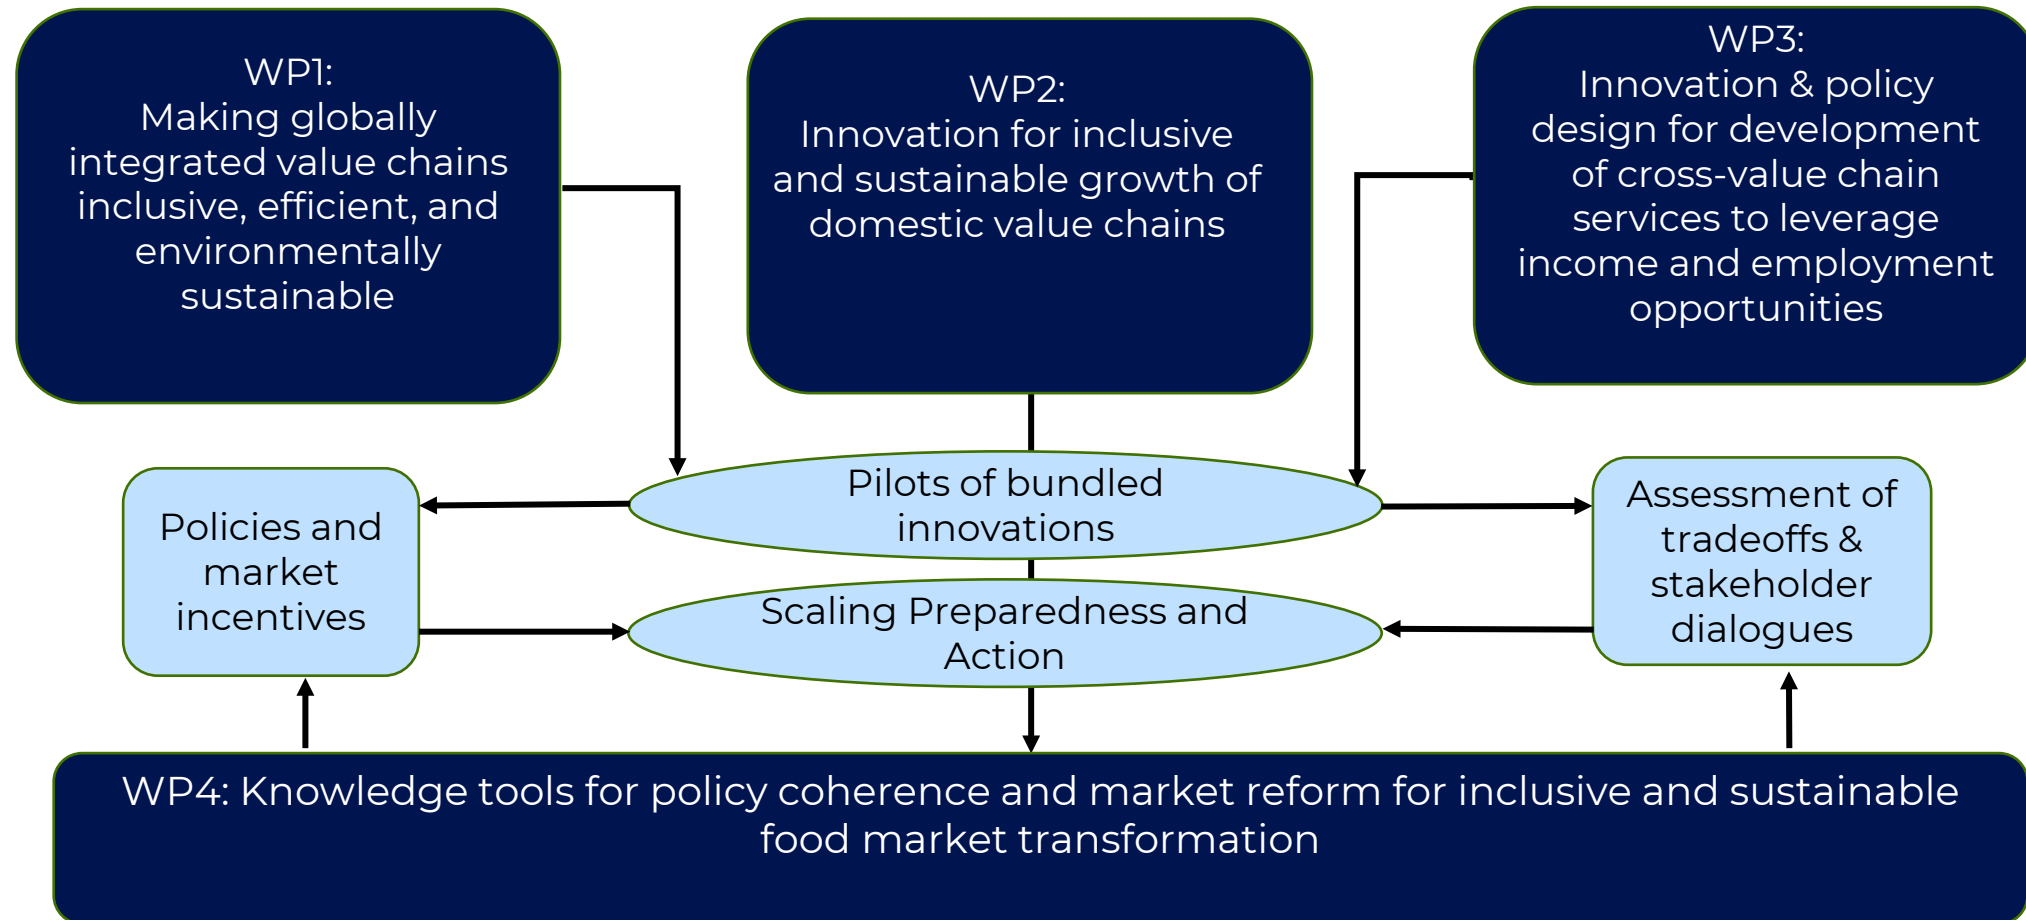 WP1:
Making globally
integrated value chains
inclusive, efficient, and
environmentally
sustainable
WP2:
Innovation for inclusive
and sustainable growth of
domestic value chains
WP3:
Innovation & policy
design for development
of cross-value chain
services to leverage
income and employment
opportunities
Pilots of bundled
innovations
Policies and
market
incentives
Assessment of
tradeoffs &
stakeholder
dialogues
Scaling Preparedness and
Action
WP4: Knowledge tools for policy coherence and market reform for inclusive and sustainable
food market transformation